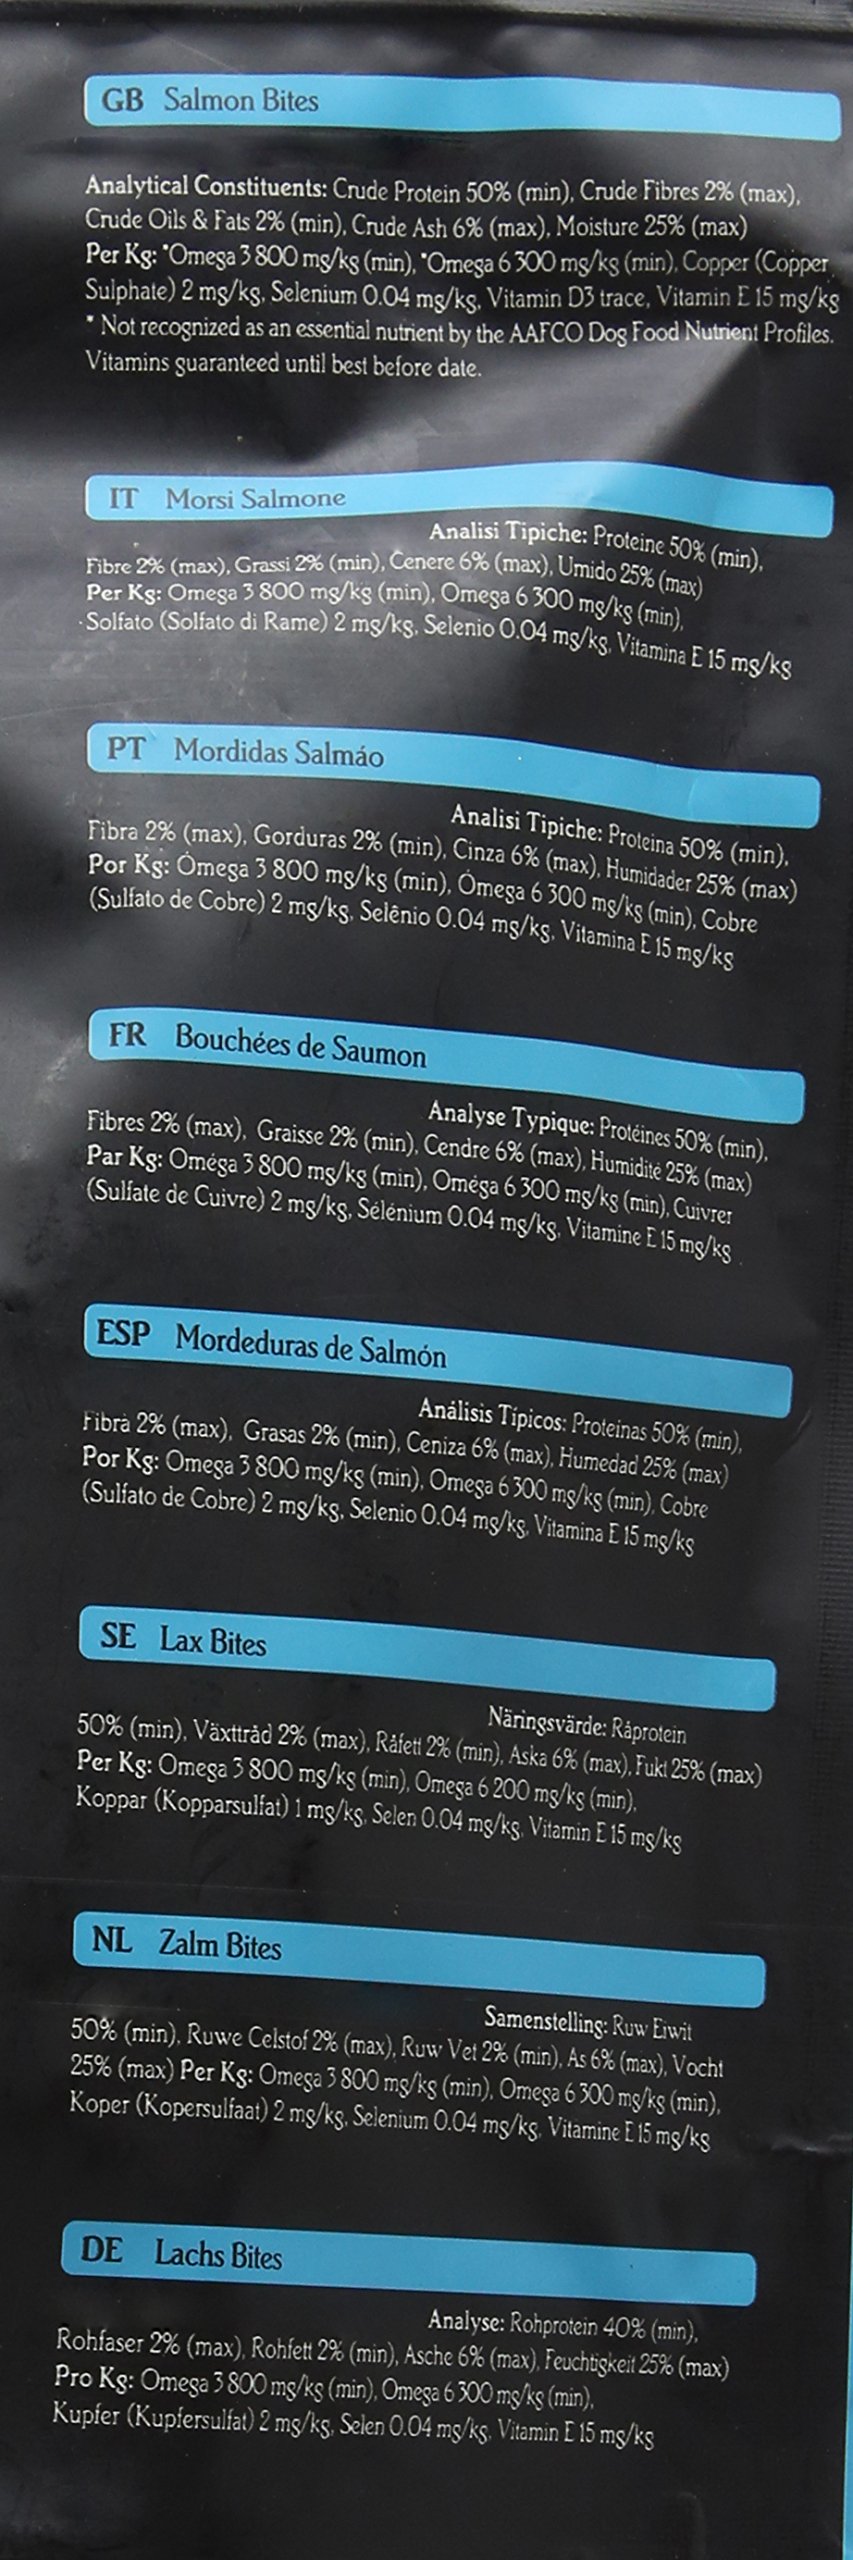 GB Salmon Bites
Analytical Constituents: Crude Protein 50% (min), Crude Fibres 2% (max),
Crude Oils & Fats 2% (min), Crude Ash 6% (max), Moisture 25% (max)
Per Kg: *Omega 3 800 mg/kg (min), *Omega 6 300 mg/kg (min), Copper (Copper
Sulphate) 2 mg/kg, Selenium 0.04 mg/kg, Vitamin D3 trace, Vitamin E 15 mg/kg
* Not recognized as an essential nutrient by the AAFCO Dog Food Nutrient Profiles.
Vitamins guaranteed until best before date.
IT Morsi Salmone
Analisi Tipiche: Proteine 50% (min),
Fibre 2% (max), Grassi 2% (min), Cenere 6% (max), Umido 25% (max)
Per Kg: Omega 3 800 mg/kg (min), Omega 6 300 mg/kg (min),
Solfato (Solfato di Rame) 2 mg/kg, Selenio 0.04 mg/kg, Vitamina E 15 mg/kg
PT Mordidas Salmáo
Analisi Tipiche: Proteina 50% (min),
Fibra 2% (max), Gorduras 2% (min), Cinza 6% (max), Humidader 25% (max)
Por Kg: Ómega 3 800 mg/kg (min), Ómega 6 300 mg/kg (min), Cobre
(Sulfato de Cobre) 2 mg/kg, Selênio 0.04 mg/kg, Vitamina E 15 mg/kg
FR Bouchées de Saumon
Analyse Typique: Protéines 50% (min),
Fibres 2% (max), Graisse 2% (min), Cendre 6% (max), Humidité 25% (max)
Par Kg: Oméga 3 800 mg/kg (min), Oméga 6 300 mg/kg (min), Cuivrer
(Sulfate de Cuivre) 2 mg/kg, Sélénium 0.04 mg/kg, Vitamine E 15 mg/kg
ESP Mordeduras de Salmón
Análisis Típicos: Proteinas 50% (min),
Fibrà 2% (max), Grasas 2% (min), Ceniza 6% (max), Humedad 25% (max)
Por Kg: Omega 3 800 mg/kg (min), Omega 6 300 mg/kg (min), Cobre
(Sulfato de Cobre) 2 mg/kg, Selenio 0.04 mg/kg, Vitamina E 15 mg/kg
SE Lax Bites
Näringsvärde: Råprotein
50% (min), Växttråd 2% (max), Råfett 2% (min), Aska 6% (max), Fukt 25% (max)
Per Kg: Omega 3 800 mg/kg (min), Omega 6 200 mg/kg (min),
Koppar (Kopparsulfat) 1 mg/kg, Selen 0.04 mg/kg, Vitamin E 15 mg/kg
NL Zalm Bites
Samenstelling: Ruw Eiwit
50% (min), Ruwe Celstof 2% (max), Ruw Vet 2% (min), As 6% (max), Vocht
25% (max) Per Kg: Omega 3 800 mg/kg (min), Omega 6 300 mg/kg (min),
Koper (Kopersulfaat) 2 mg/kg, Selenium 0.04 mg/kg, Vitamine E 15 mg/kg
DE Lachs Bites
Analyse: Rohprotein 40% (min),
Rohfaser 2% (max), Rohfett 2% (min), Asche 6% (max), Feuchtigkeit 25% (max)
Pro Kg: Omega 3 800 mg/kg (min), Omega 6 300 mg/kg (min),
Kupfer (Kupfersulfat) 2 mg/kg, Selen 0.04 mg/kg, Vitamin E 15 mg/kg